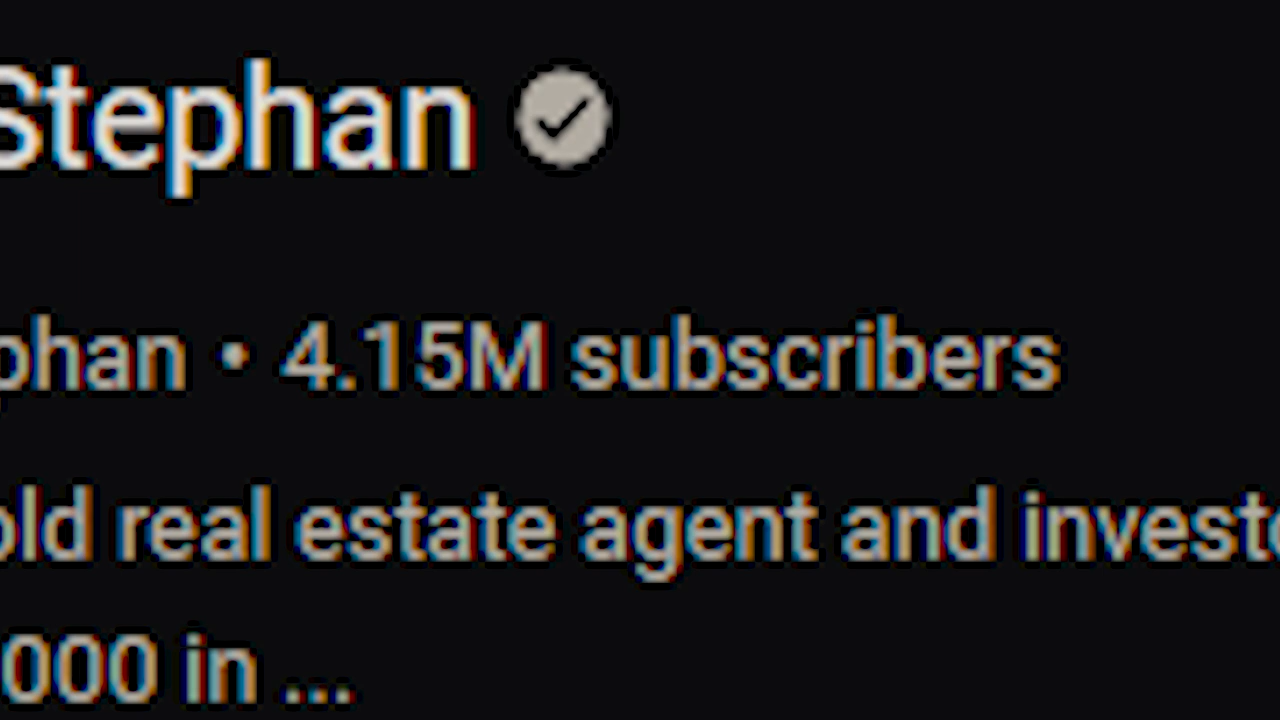 Stephan
phan • 4.15M subscribers
old real estate agent and investo
000 in ...